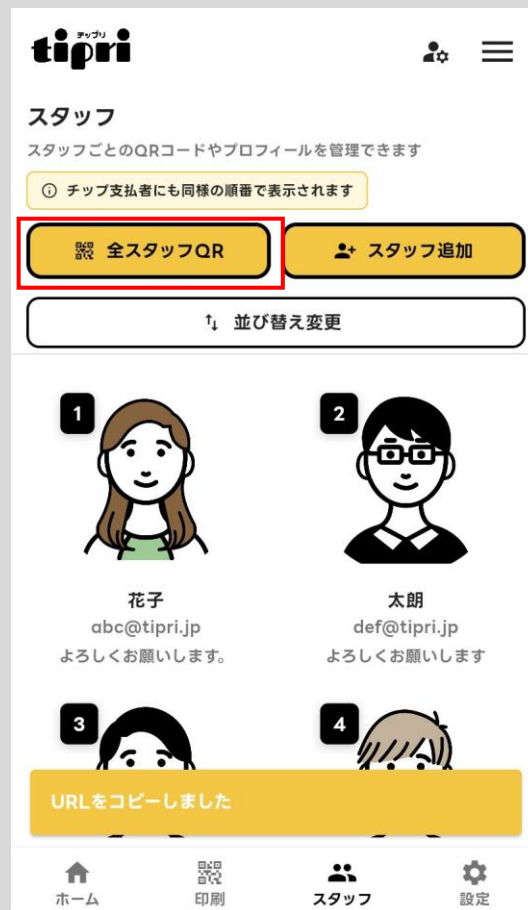 チップリ
tipri
スタッフ
スタッフごとのQRコードやプロフィールを管理できます
チップ支払者にも同様の順番で表示されます
全スタッフQR
スタッフ追加
並び替え変更
1
2
花子
太朗
abc@tipri.jp
def@tipri.jp
よろしくお願いします。
よろしくお願いします
3
4
URLをコピーしました
ホーム
印刷
スタッフ
設定